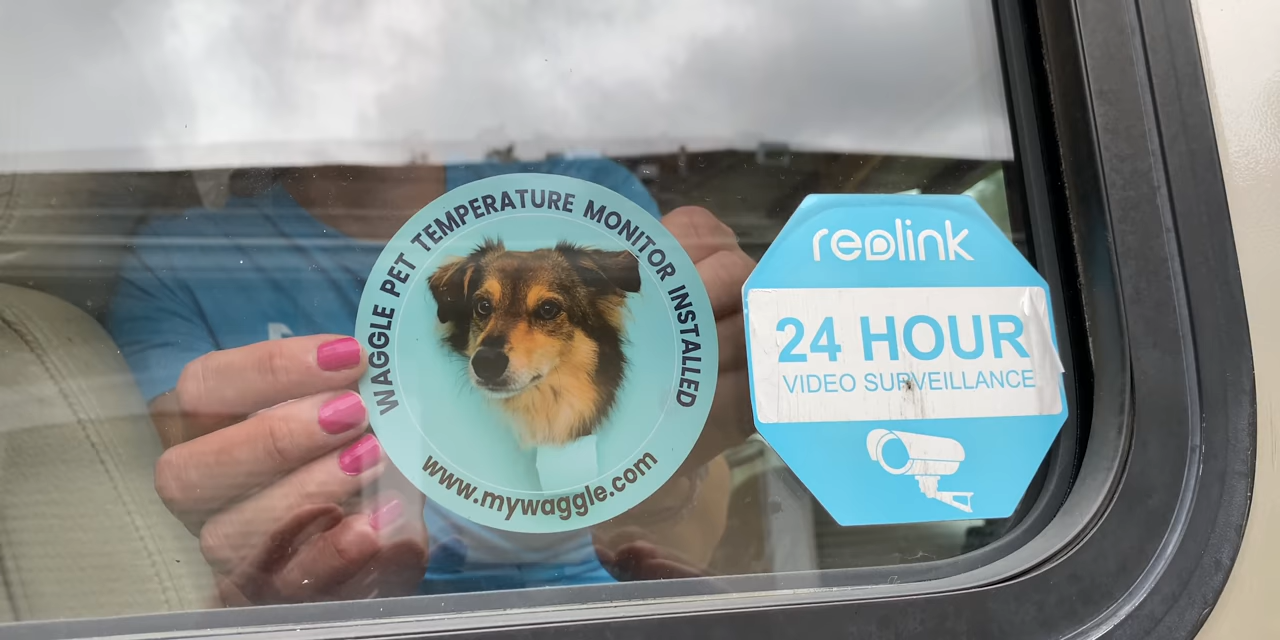 WAGGLE PET TEMPERATURE MONITOR INSTALLED
www.mywaggle.com
reolink
24 HOUR
VIDEO SURVEILLANCE